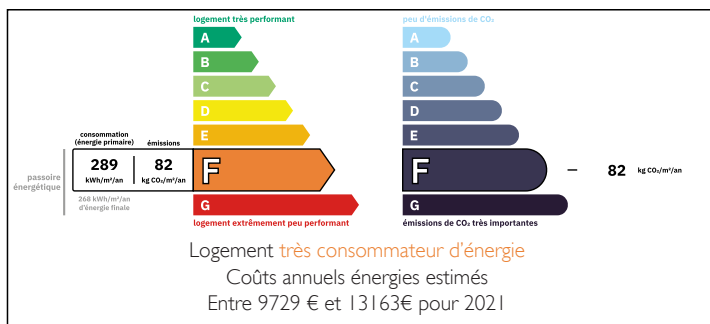 logement très performant
A
B
C
D
E
consommation
(énergie primaire)
émissions
289
kWh/m²/an
82
kg CO₂/m²/an
F
passoire
énergétique
268 kWh/m²/an
d'énergie finale
G
logement extrêmement peu performant
peu d'émissions de CO₂
A
B
C
D
E
F
82 kg CO₂/m²/an
G
émissions de CO₂ très importantes
Logement très consommateur d'énergie
Coûts annuels énergies estimés
Entre 9729 € et 13163€ pour 2021